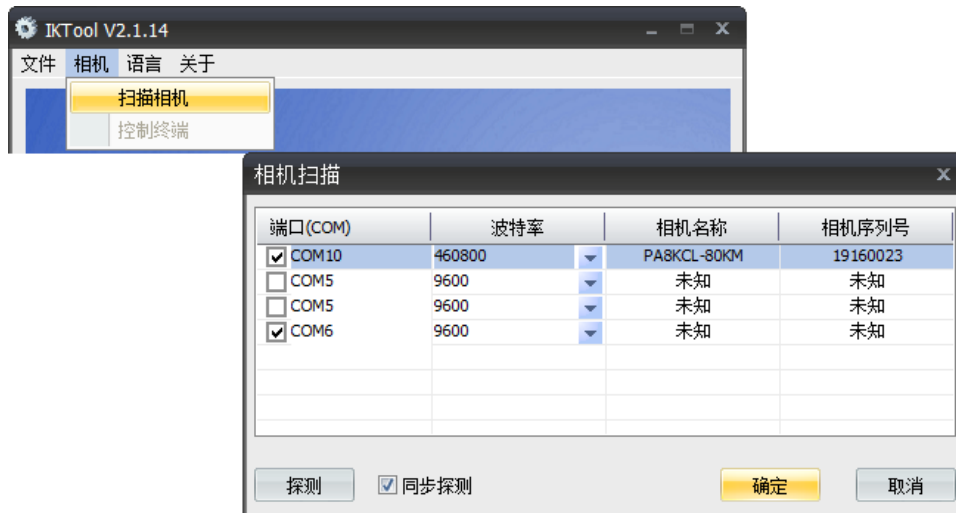 IKTool V2.1.14
文件 相机 语言 关于
扫描相机
控制终端
相机扫描
端口(COM) 波特率 相机名称 相机序列号
COM10 460800 PA8KCL-80KM 19160023
COM5 9600 未知 未知
COM5 9600 未知 未知
COM6 9600 未知 未知
探测 同步探测 确定 取消